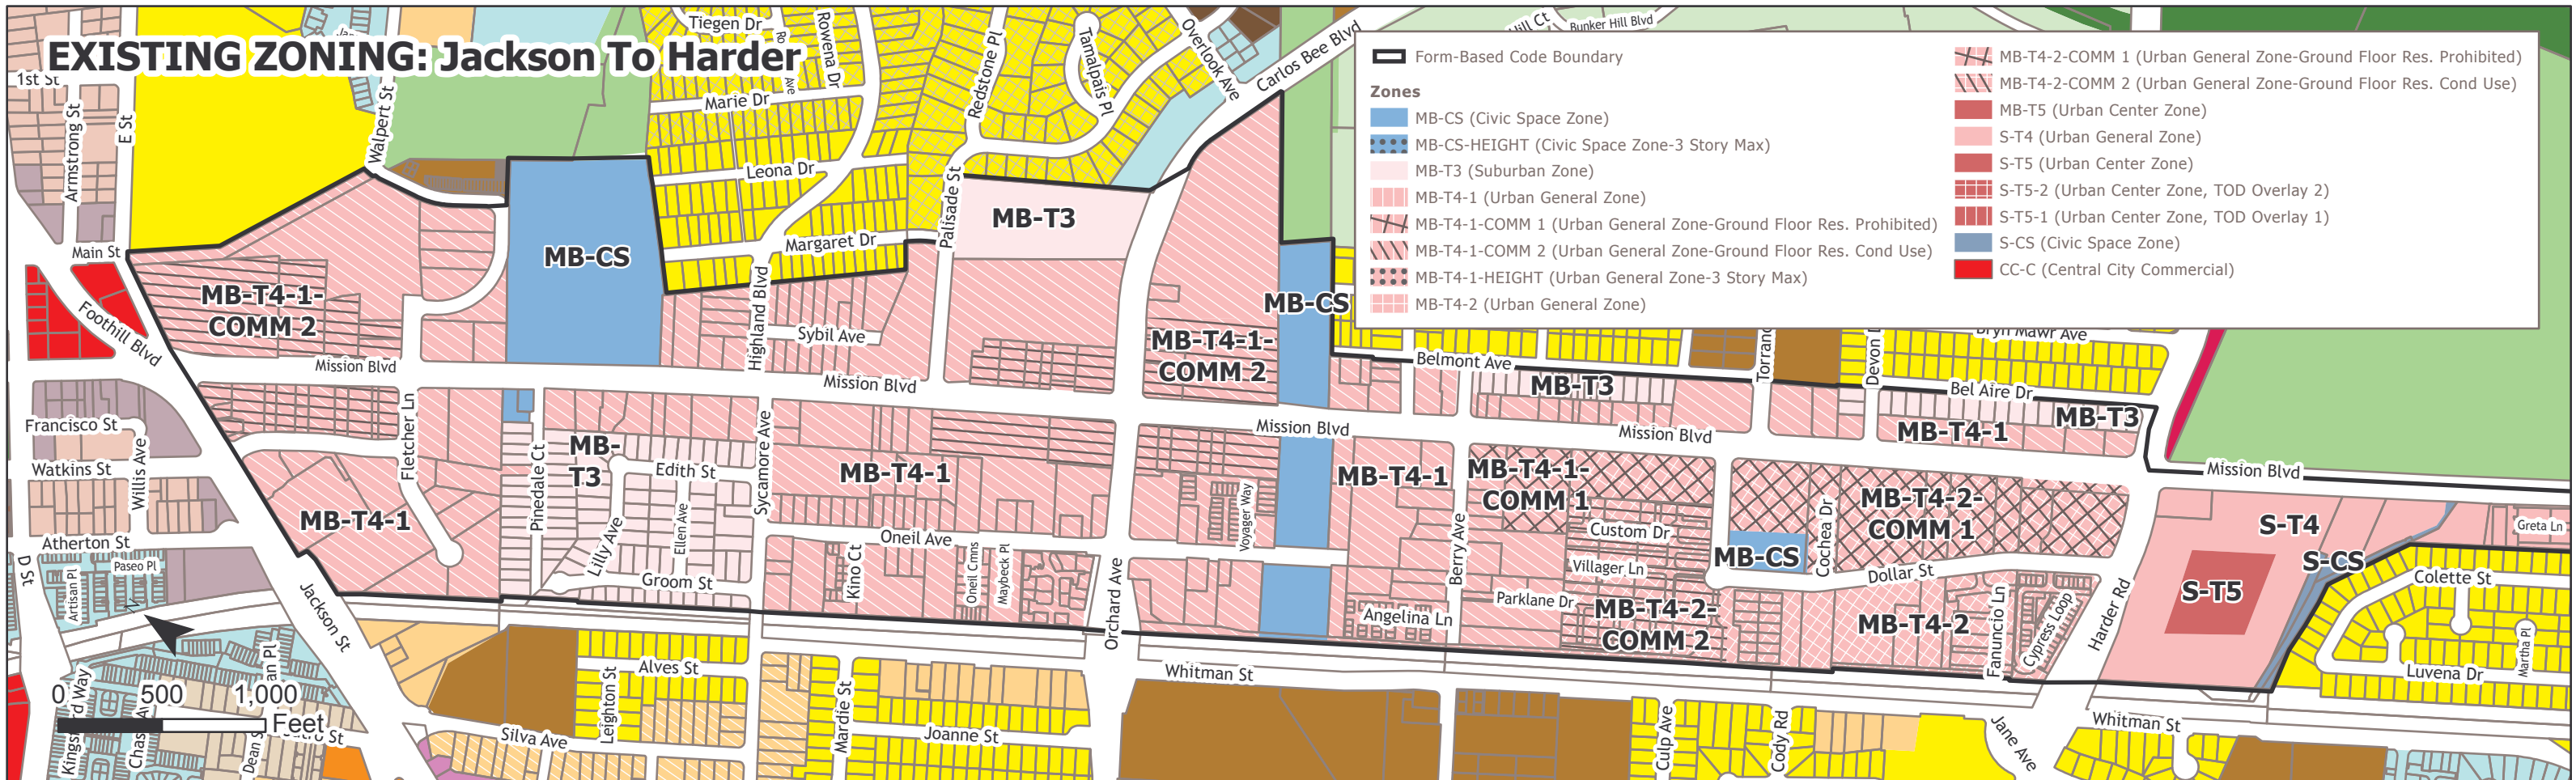 EXISTING ZONING: Jackson To Harder
Form-Based Code Boundary
Zones
MB-CS (Civic Space Zone)
MB-CS-HEIGHT (Civic Space Zone-3 Story Max)
MB-T3 (Suburban Zone)
MB-T4-1 (Urban General Zone)
MB-T4-1-COMM 1 (Urban General Zone-Ground Floor Res. Prohibited)
MB-T4-1-COMM 2 (Urban General Zone-Ground Floor Res. Cond Use)
MB-T4-1-HEIGHT (Urban General Zone-3 Story Max)
MB-T4-2 (Urban General Zone)
MB-T4-2-COMM 1 (Urban General Zone-Ground Floor Res. Prohibited)
MB-T4-2-COMM 2 (Urban General Zone-Ground Floor Res. Cond Use)
MB-T5 (Urban Center Zone)
S-T4 (Urban General Zone)
S-T5 (Urban Center Zone)
S-T5-2 (Urban Center Zone, TOD Overlay 2)
S-T5-1 (Urban Center Zone, TOD Overlay 1)
S-CS (Civic Space Zone)
CC-C (Central City Commercial)
Tiegen Dr
Rowena Dr
Redstone Pl
Tamalpais Pl
Overlook Ave
Carlos Bee Blvd
Hill Ct
Bunker Hill Blvd
1st St
Armstrong St
E St
Walpert St
Marie Dr
Ave
Leona Dr
Palisade St
Margaret Dr
Main St
MB-CS
MB-T3
MB-T4-1-
COMM 2
Foothill Blvd
Highland Blvd
Sybil Ave
Mission Blvd
Mission Blvd
MB-T4-1-
COMM 2
MB-CS
Belmont Ave
MB-T3
Devon
Bryn Mawr Ave
Bel Aire Dr
MB-T3
MB-T4-1
Francisco St
Watkins St
Willis Ave
Fletcher Ln
Pinedale Ct
MB-
T3
Edith St
Sycamore Ave
MB-T4-1
Mission Blvd
Mission Blvd
Mission Blvd
MB-T4-1
MB-T4-1-
COMM 1
MB-T4-2-
COMM 1
MB-T4-1
Lilly Ave
Ellen Ave
Groom St
Oneil Ave
Kino Ct
Oneil Cmns
Maybeck Pl
Voyager Way
Orchard Ave
Berry Ave
Custom Dr
Villager Ln
Parklane Dr
Angelina Ln
MB-CS
Cochea Dr
Dollar St
MB-T4-2-
COMM 2
MB-T4-2
Fanuncio Ln
Cypress Loop
Harder Rd
S-T4
S-CS
S-T5
Greta Ln
Colette St
Luvena Dr
Martha Pl
Atherton St
D St
Artisan Pl
Paseo Pl
N
Jackson St
Alves St
Leighton St
Silva Ave
Mardie St
Joanne St
Whitman St
Culp Ave
Cody Rd
Jane Ave
Whitman St
0 500 1,000
Feet